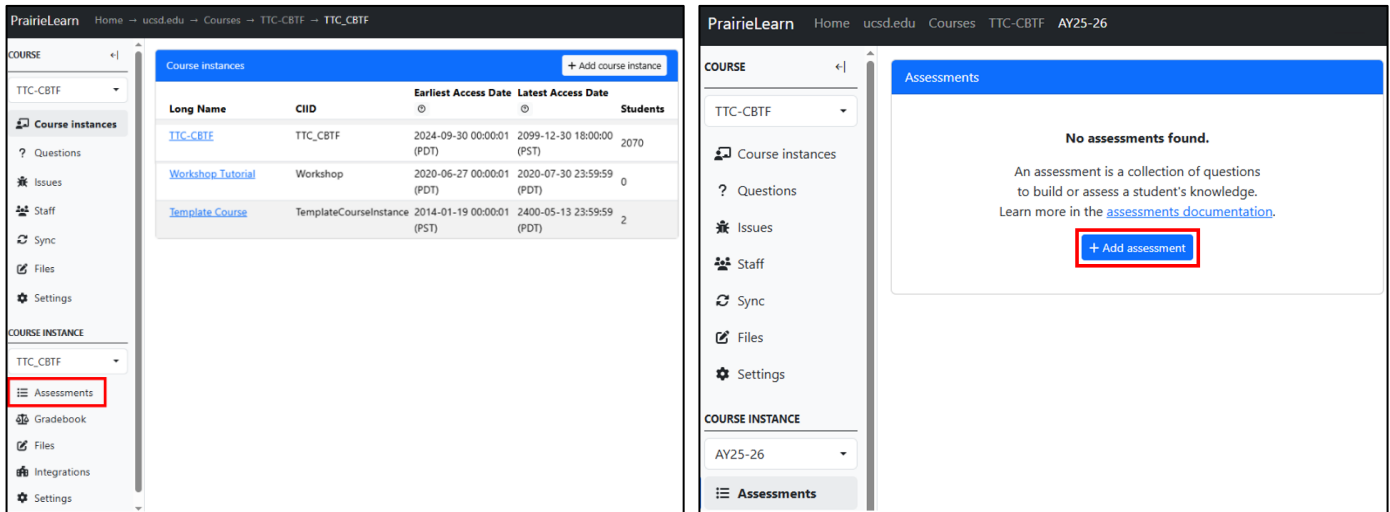 PrairieLearn Home → ucsd.edu → Courses → TTC-CBTF → TTC_CBTF
COURSE
TTC-CBTF
Course instances
? Questions
Issues
Staff
Sync
Files
Settings
COURSE INSTANCE
TTC_CBTF
Assessments
Gradebook
Files
Integrations
Settings
Course instances + Add course instance
Earliest Access Date Latest Access Date
Long Name CIID Students
TTC-CBTF TTC_CBTF 2024-09-30 00:00:01 2099-12-30 18:00:00 2070
(PDT) (PST)
Workshop Tutorial Workshop 2020-06-27 00:00:01 2020-07-30 23:59:59 0
(PDT) (PDT)
Template Course TemplateCourseInstance 2014-01-19 00:00:01 2400-05-13 23:59:59 2
(PST) (PDT)
PrairieLearn Home ucsd.edu Courses TTC-CBTF AY25-26
COURSE
TTC-CBTF
Course instances
? Questions
Issues
Staff
Sync
Files
Settings
COURSE INSTANCE
AY25-26
Assessments
Assessments
No assessments found.
An assessment is a collection of questions
to build or assess a student's knowledge.
Learn more in the assessments documentation.
+ Add assessment